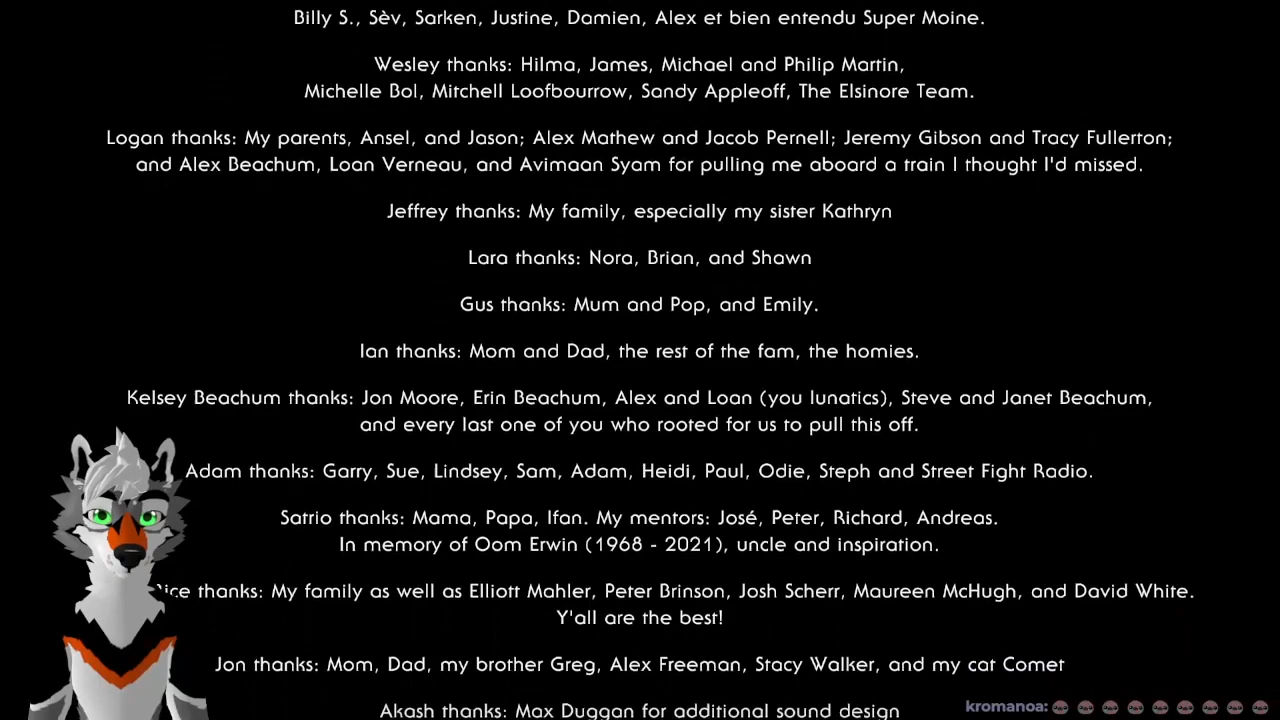 Billy S., Sèv, Sarken, Justine, Damien, Alex et bien entendu Super Moine.
Wesley thanks: Hilma, James, Michael and Philip Martin,
Michelle Bol, Mitchell Loofbourrow, Sandy Appleoff, The Elsinore Team.
Logan thanks: My parents, Ansel, and Jason; Alex Mathew and Jacob Pernell; Jeremy Gibson and Tracy Fullerton;
and Alex Beachum, Loan Verneau, and Avimaan Syam for pulling me aboard a train I thought I'd missed.
Jeffrey thanks: My family, especially my sister Kathryn
Lara thanks: Nora, Brian, and Shawn
Gus thanks: Mum and Pop, and Emily.
Ian thanks: Mom and Dad, the rest of the fam, the homies.
Kelsey Beachum thanks: Jon Moore, Erin Beachum, Alex and Loan (you lunatics), Steve and Janet Beachum,
and every last one of you who rooted for us to pull this off.
Adam thanks: Garry, Sue, Lindsey, Sam, Adam, Heidi, Paul, Odie, Steph and Street Fight Radio.
Satrio thanks: Mama, Papa, Ifan. My mentors: José, Peter, Richard, Andreas.
In memory of Oom Erwin (1968 - 2021), uncle and inspiration.
thanks: My family as well as Elliott Mahler, Peter Brinson, Josh Scherr, Maureen McHugh, and David White.
Y'all are the best!
Jon thanks: Mom, Dad, my brother Greg, Alex Freeman, Stacy Walker, and my cat Comet
Akash thanks: Max Duggan for additional sound design
kromanoa: